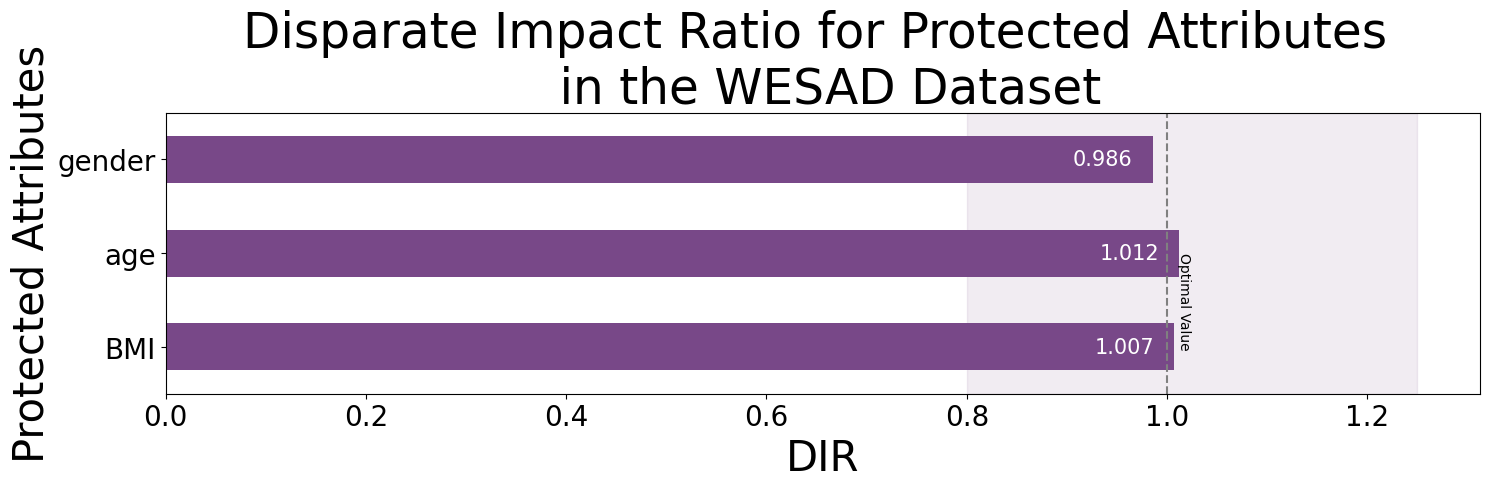 Disparate Impact Ratio for Protected Attributes
in the WESAD Dataset
Protected Attributes
gender
0.986
age
1.012
Optimal Value
BMI
1.007
0.0
0.2
0.4
0.6
0.8
1.0
1.2
DIR